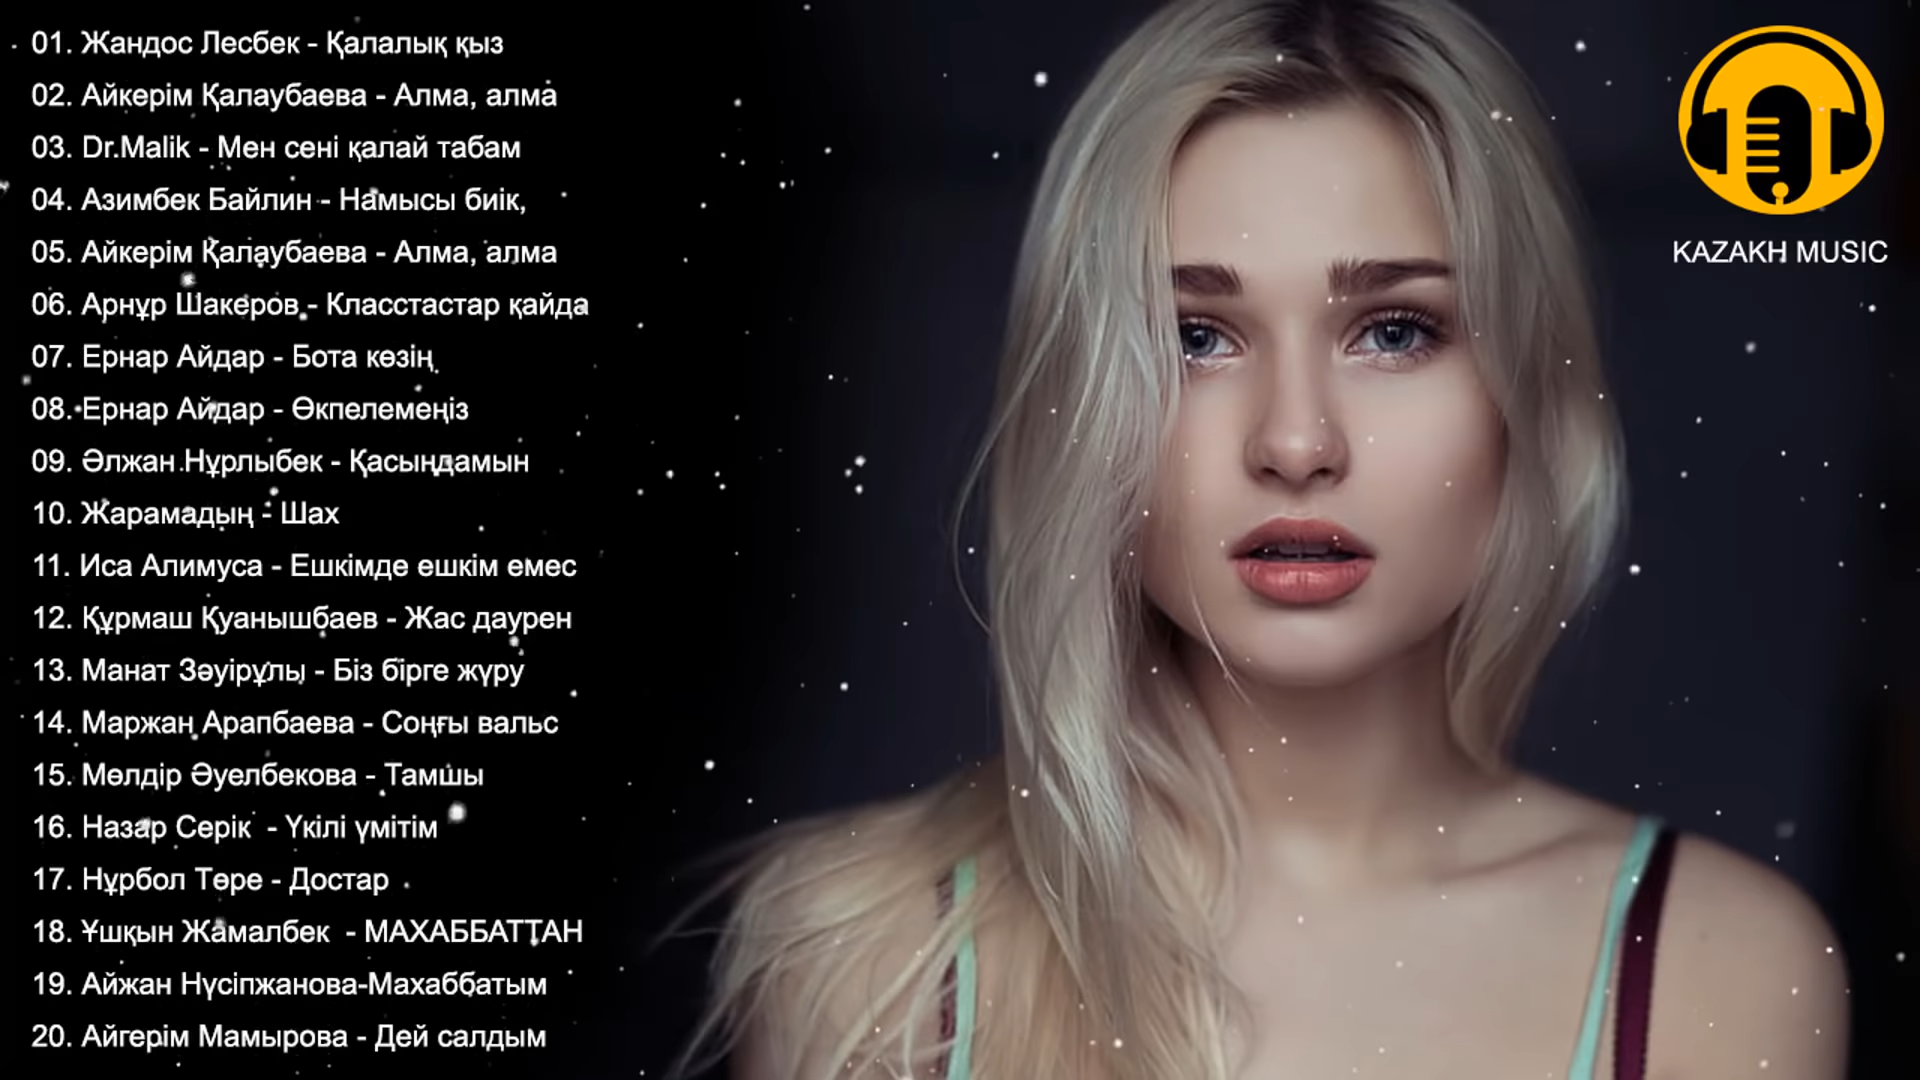 01. Жандос Лесбек - Қалалық қыз
02. Айкерім Қалаубаева - Алма, алма
03. Dr.Malik - Мен сені қалай табам
04. Азимбек Байлин - Намысы биік,
05. Айкерім Қалаубаева - Алма, алма
06. Арнұр Шакеров - Класстастар қайда
07. Ернар Айдар - Бота көзің
08. Ернар Айдар - Өкпелемеңіз
09. Әлжан Нұрлыбек - Қасыңдамын
10. Жарамадың - Шах
11. Иса Алимуса - Ешкімде ешкім емес
12. Құрмаш Қуанышбаев - Жас даурен
13. Манат Зәуірұлы - Біз бірге жүру
14. Маржан Арапбаева - Соңғы вальс
15. Мөлдір Әуелбекова - Тамшы
16. Назар Серік  - Үкілі үмітім
17. Нұрбол Төре - Достар
18. Ұшқын Жамалбек  - МАХАББАТТАН
19. Айжан Нүсіпжанова-Махаббатым
20. Айгерім Мамырова - Дей салдым
KAZAKH MUSIC